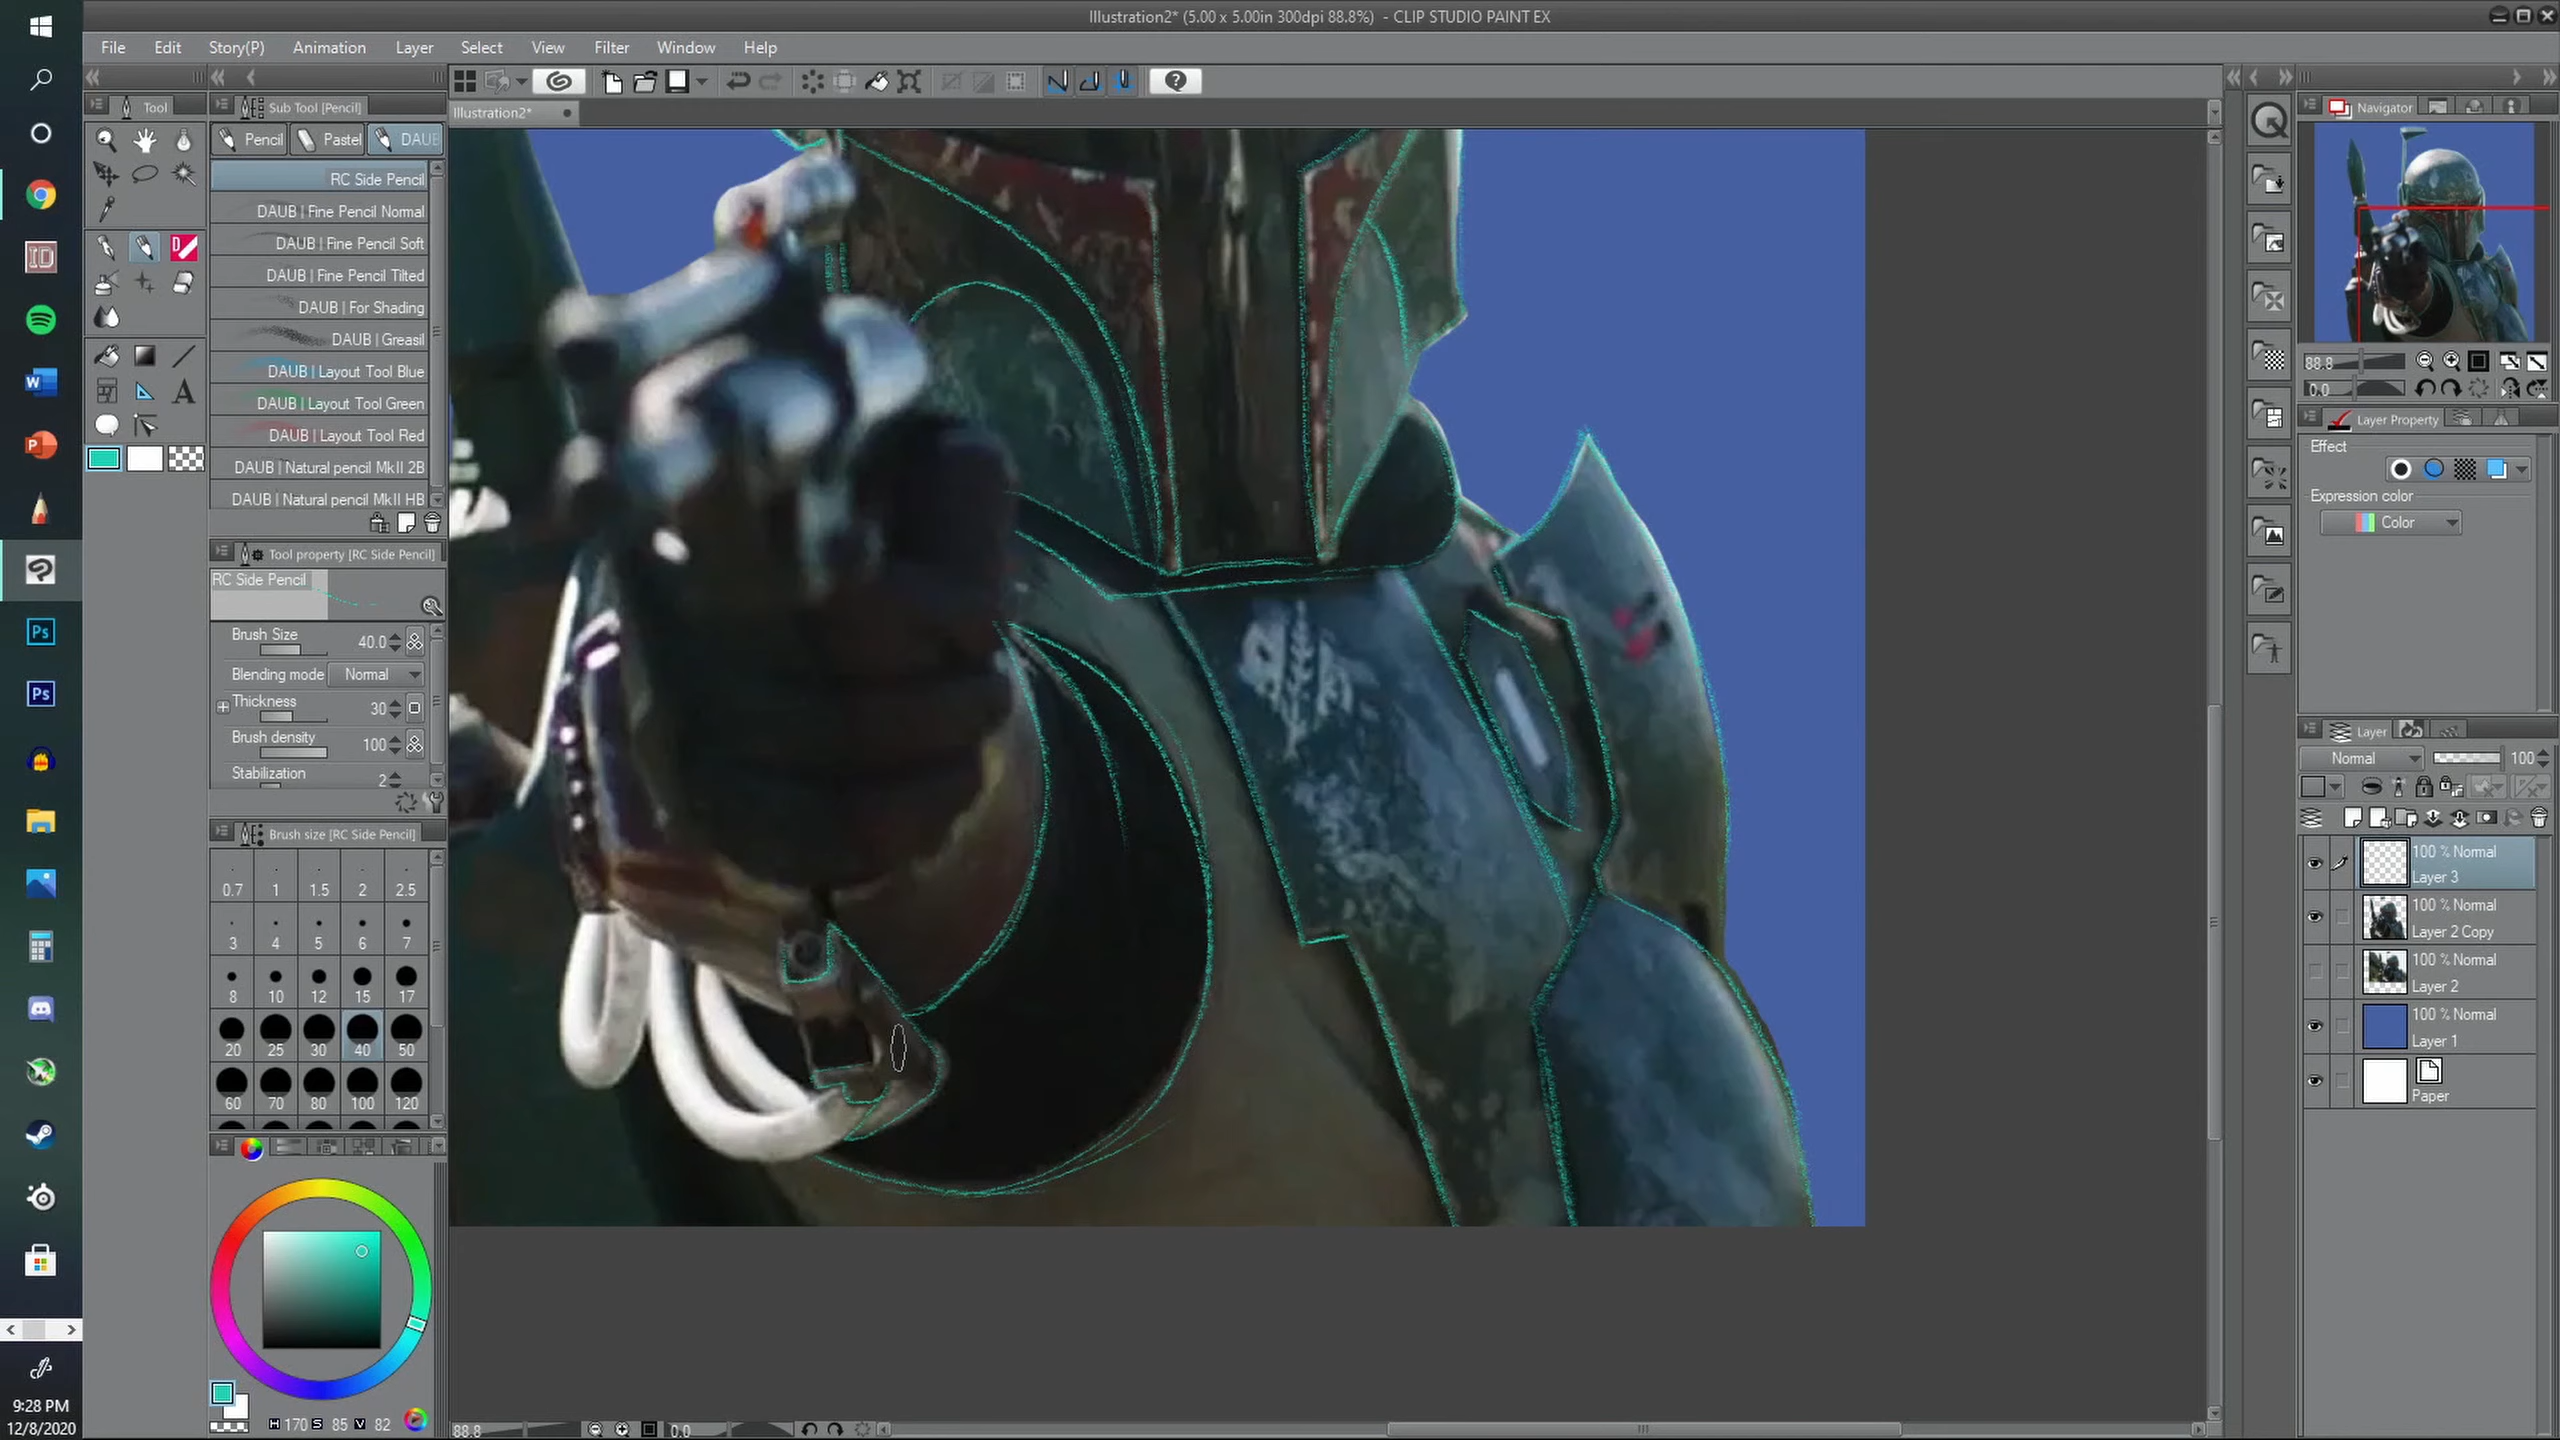 Illustration2* (5.00 x 5.00in 300dpi 88.8%) - CLIP STUDIO PAINT EX
File Edit Story(P) Animation Layer Select View Filter Window Help
Tool
Sub Tool [Pencil]
Illustration2*
Navigator
Pencil
Pastel
DAUB
RC Side Pencil
DAUB | Fine Pencil Normal
DAUB | Fine Pencil Soft
DAUB | Fine Pencil Tilted
DAUB | For Shading
DAUB | Greasil
DAUB | Layout Tool Blue
DAUB | Layout Tool Green
DAUB | Layout Tool Red
DAUB | Natural pencil MkII 2B
DAUB | Natural pencil MkII HB
Tool property [RC Side Pencil]
RC Side Pencil
Brush Size 40.0
Blending mode Normal
Thickness 30
Brush density 100
Stabilization 2
Brush size [RC Side Pencil]
0.7 1 1.5 2 2.5
3 4 5 6 7
8 10 12 15 17
20 25 30 40 50
60 70 80 100 120
H 170 S 85 V 82
88.8
0.0
88.8
0.0
Layer Property
Effect
Expression color
Color
Layer
Normal 100
100 % Normal
Layer 3
100 % Normal
Layer 2 Copy
100 % Normal
Layer 2
100 % Normal
Layer 1
Paper
ID
W
P
Ps
Ps
9:28 PM
12/8/2020